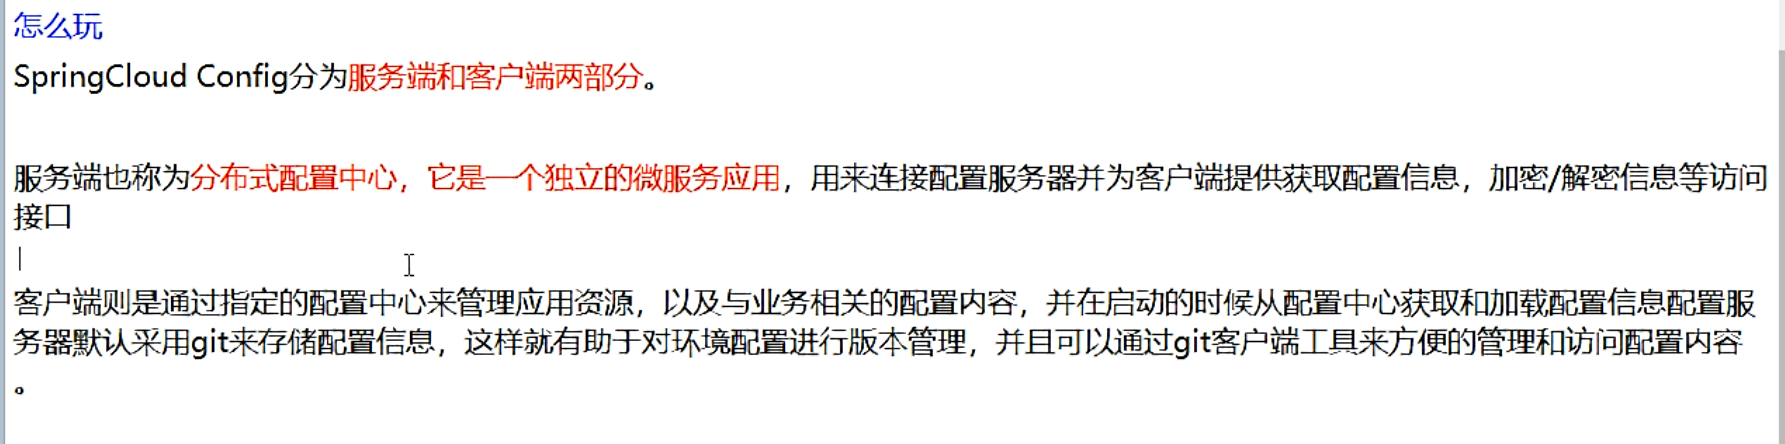 怎么玩
SpringCloud Config分为服务端和客户端两部分。
服务端也称为分布式配置中心，它是一个独立的微服务应用，用来连接配置服务器并为客户端提供获取配置信息，加密/解密信息等访问
接口
客户端则是通过指定的配置中心来管理应用资源，以及与业务相关的配置内容，并在启动的时候从配置中心获取和加载配置信息配置服
务器默认采用git来存储配置信息，这样就有助于对环境配置进行版本管理，并且可以通过git客户端工具来方便的管理和访问配置内容
。